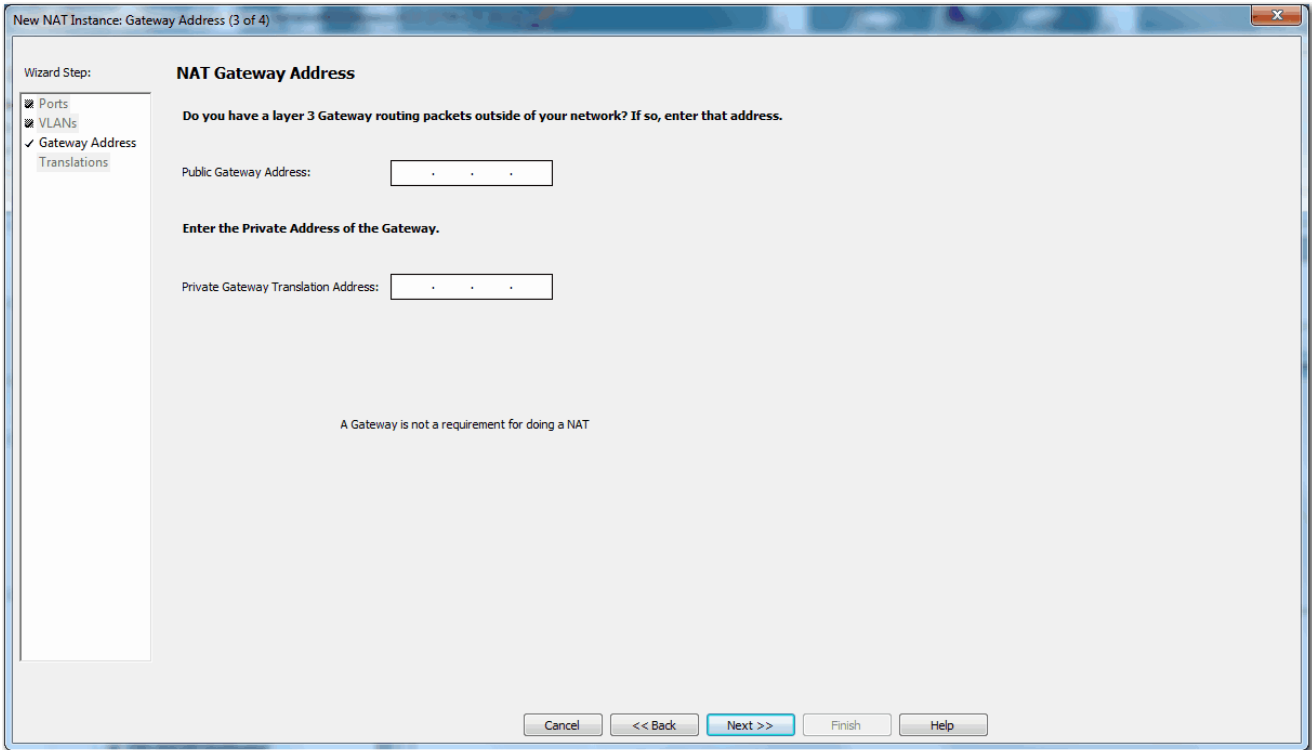 New NAT Instance: Gateway Address (3 of 4)
Wizard Step:
Ports
VLANs
Gateway Address
Translations
NAT Gateway Address
Do you have a layer 3 Gateway routing packets outside of your network? If so, enter that address.
Public Gateway Address:
. . .
Enter the Private Address of the Gateway.
Private Gateway Translation Address:
. . .
A Gateway is not a requirement for doing a NAT
Cancel << Back Next >> Finish Help